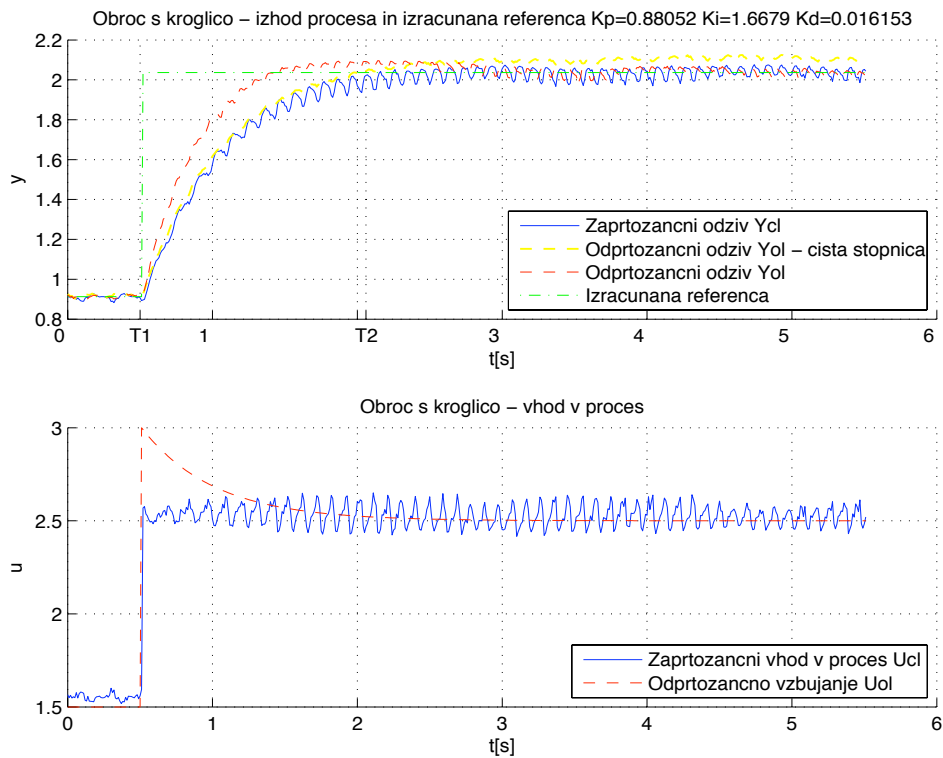 Obroc s kroglico − izhod procesa in izracunana referenca Kp=0.88052 Ki=1.6679 Kd=0.016153
2.2
2
1.8
1.6
1.4
1.2
1
0.8
y
Zaprtozancni odziv Ycl
Odprtozancni odziv Yol − cista stopnica
Odprtozancni odziv Yol
Izracunana referenca
0 T1 1 T2 3 4 5 6
t[s]
Obroc s kroglico − vhod v proces
3
2.5
2
1.5
u
Zaprtozancni vhod v proces Ucl
Odprtozancno vzbujanje Uol
0 1 2 3 4 5 6
t[s]